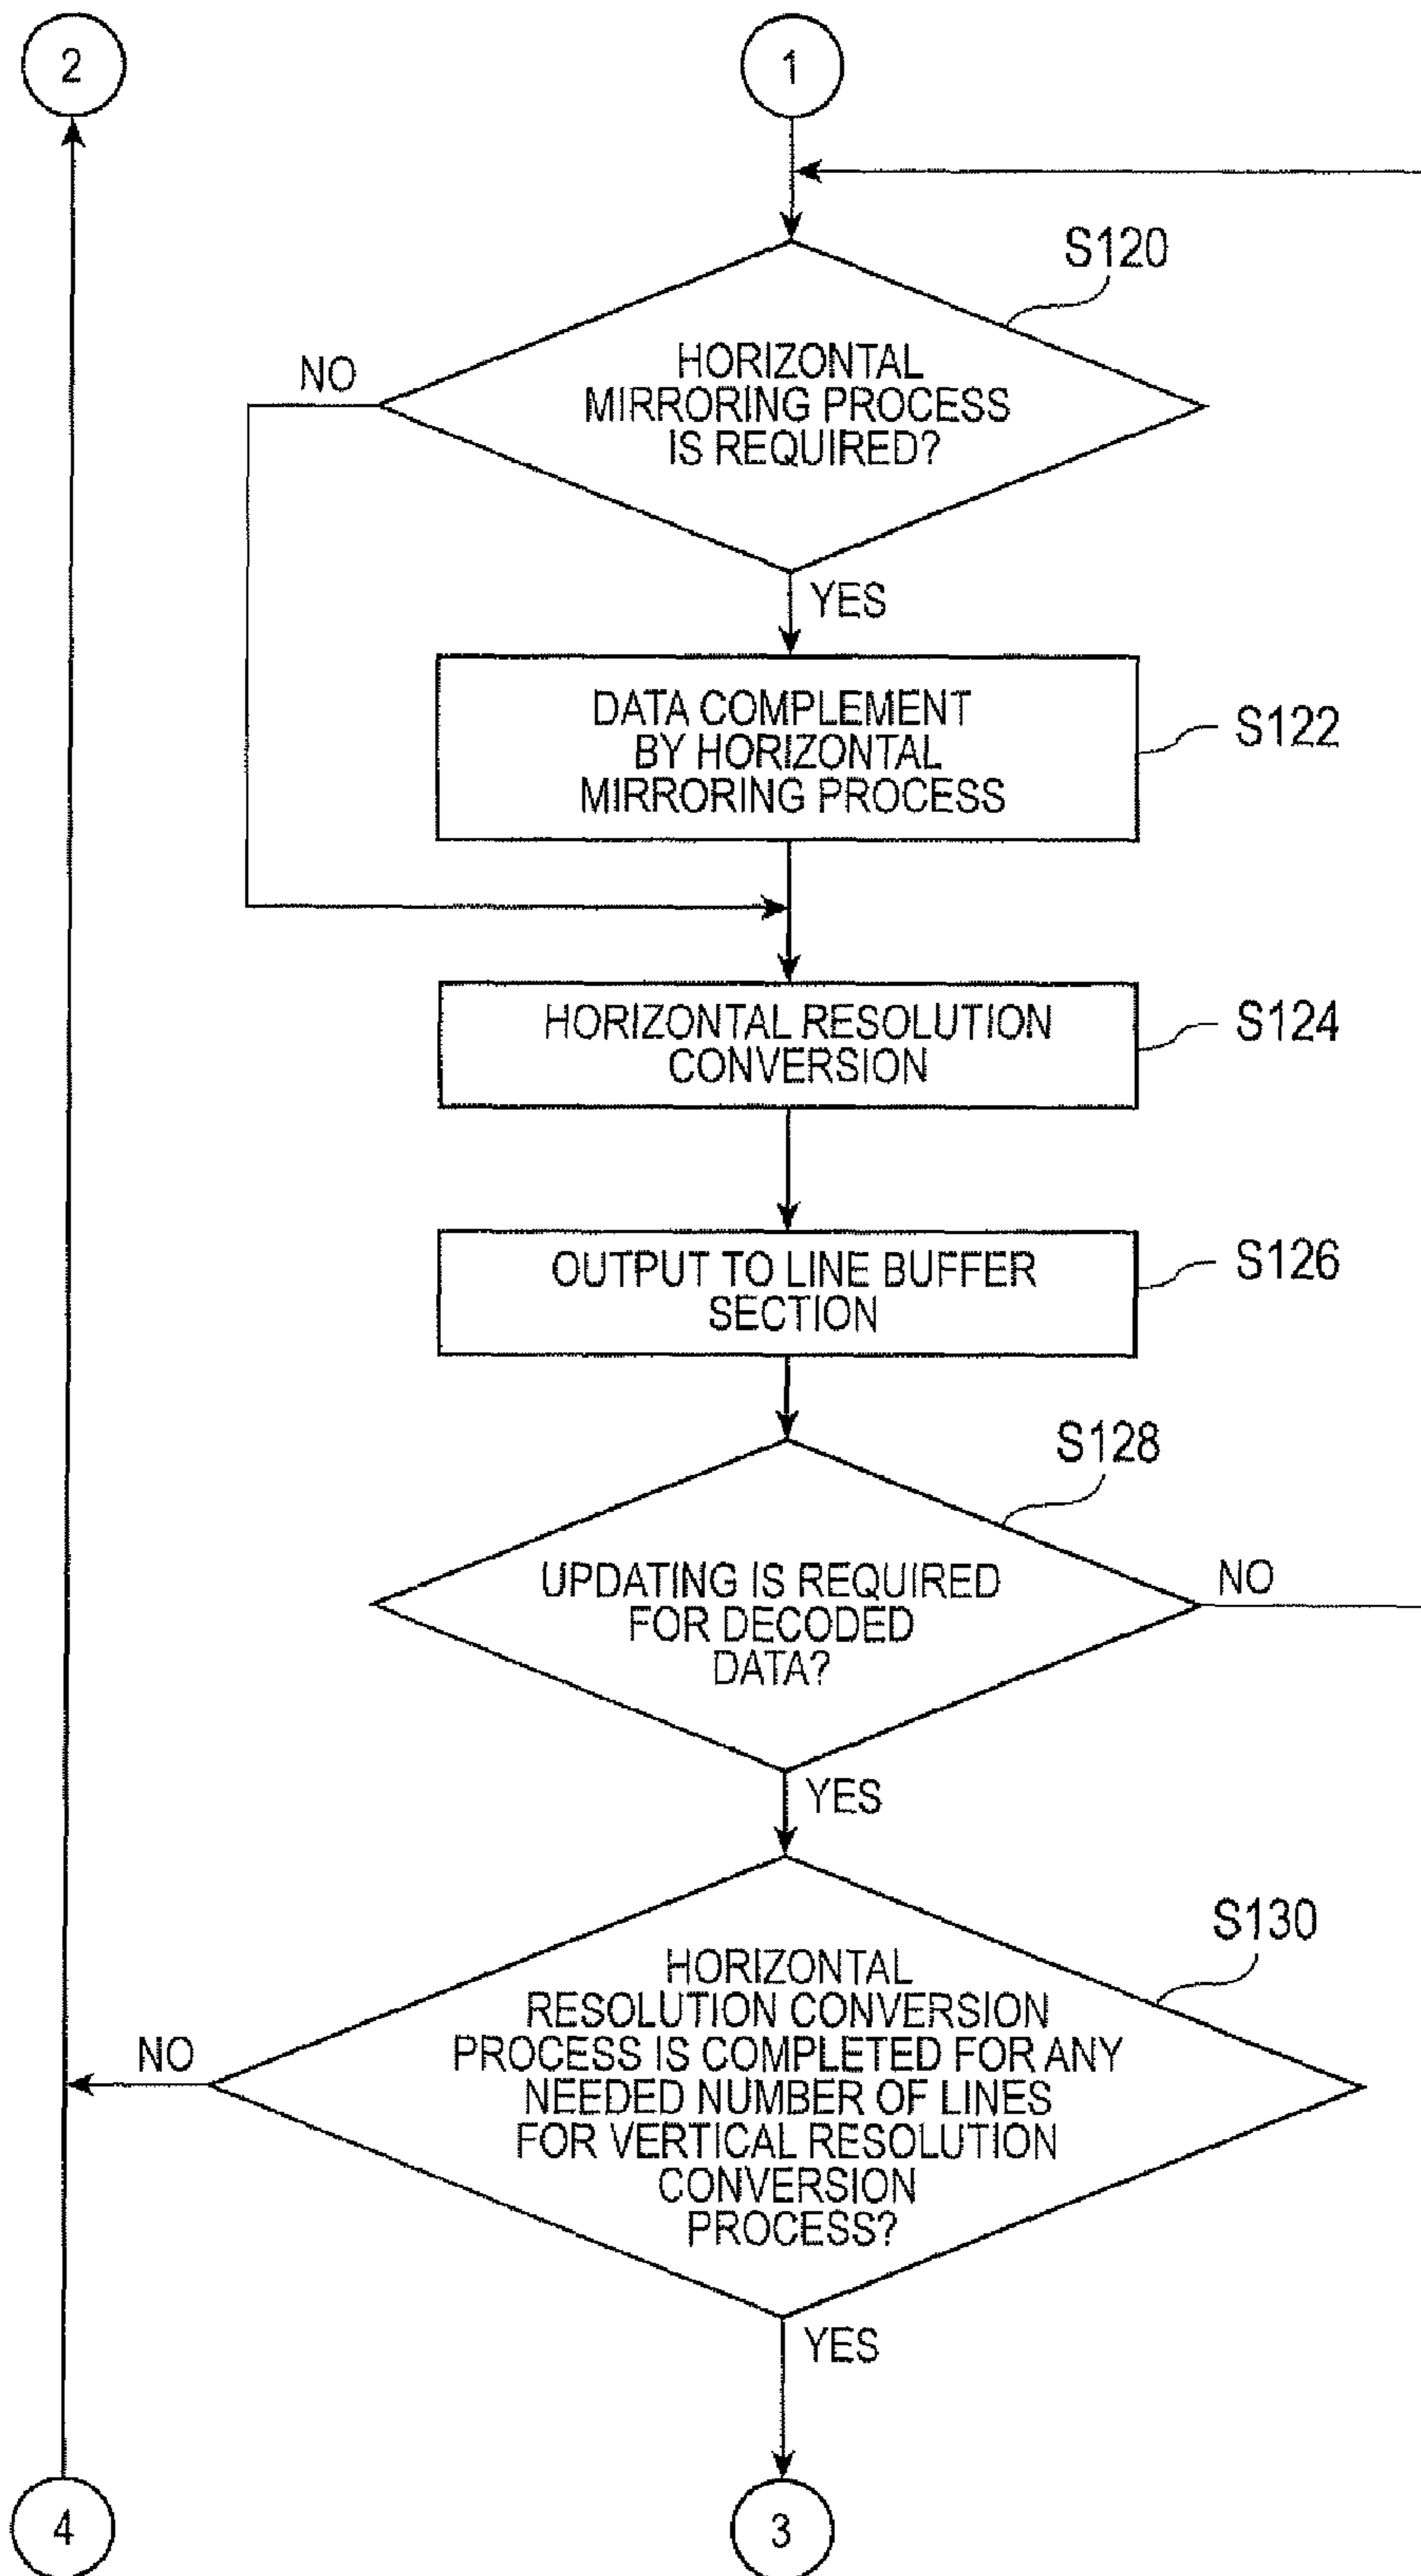 2
1
S120
HORIZONTAL
MIRRORING PROCESS
IS REQUIRED?
NO
YES
DATA COMPLEMENT
BY HORIZONTAL
MIRRORING PROCESS
S122
HORIZONTAL RESOLUTION
CONVERSION
S124
OUTPUT TO LINE BUFFER
SECTION
S126
S128
UPDATING IS REQUIRED
FOR DECODED
DATA?
NO
YES
S130
HORIZONTAL
RESOLUTION CONVERSION
PROCESS IS COMPLETED FOR ANY
NEEDED NUMBER OF LINES
FOR VERTICAL RESOLUTION
CONVERSION
PROCESS?
NO
YES
4
3